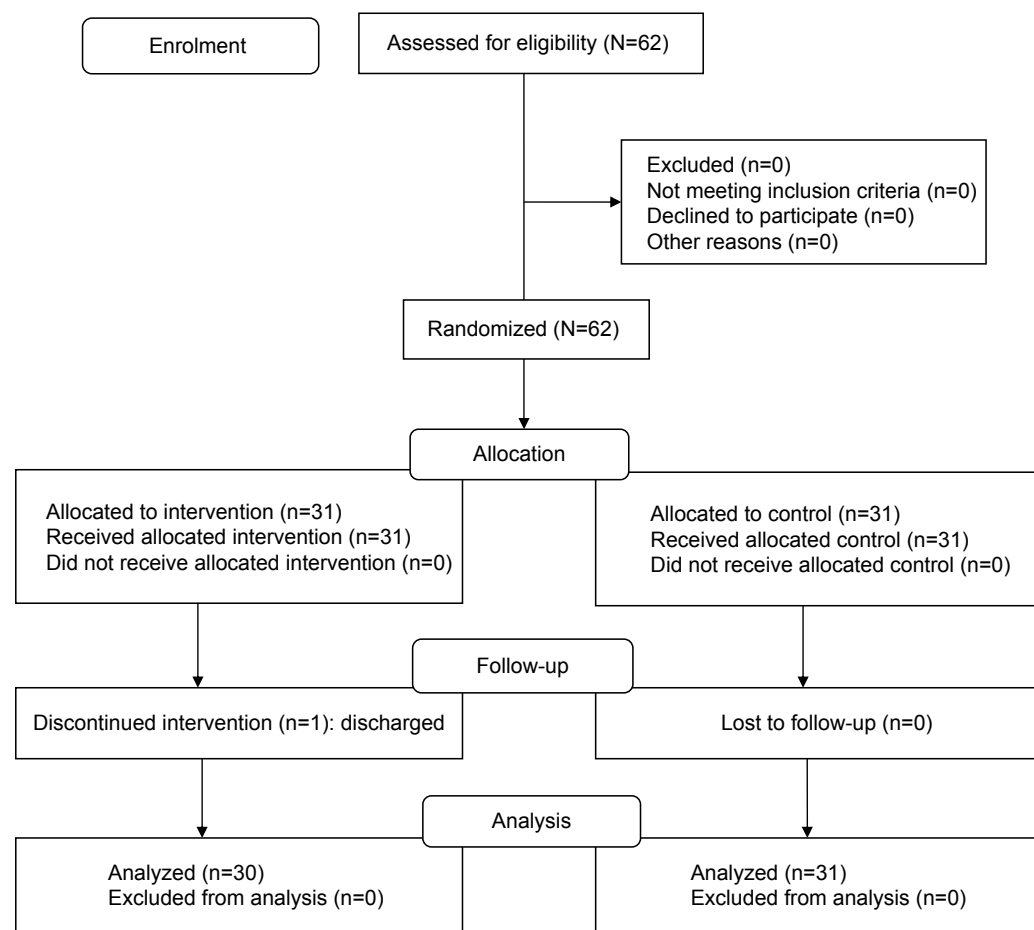 Enrolment
Assessed for eligibility (N=62)
Excluded (n=0)
Not meeting inclusion criteria (n=0)
Declined to participate (n=0)
Other reasons (n=0)
Randomized (N=62)
Allocation
Allocated to intervention (n=31)
Received allocated intervention (n=31)
Did not receive allocated intervention (n=0)
Allocated to control (n=31)
Received allocated control (n=31)
Did not receive allocated control (n=0)
Follow-up
Discontinued intervention (n=1): discharged
Lost to follow-up (n=0)
Analysis
Analyzed (n=30)
Excluded from analysis (n=0)
Analyzed (n=31)
Excluded from analysis (n=0)